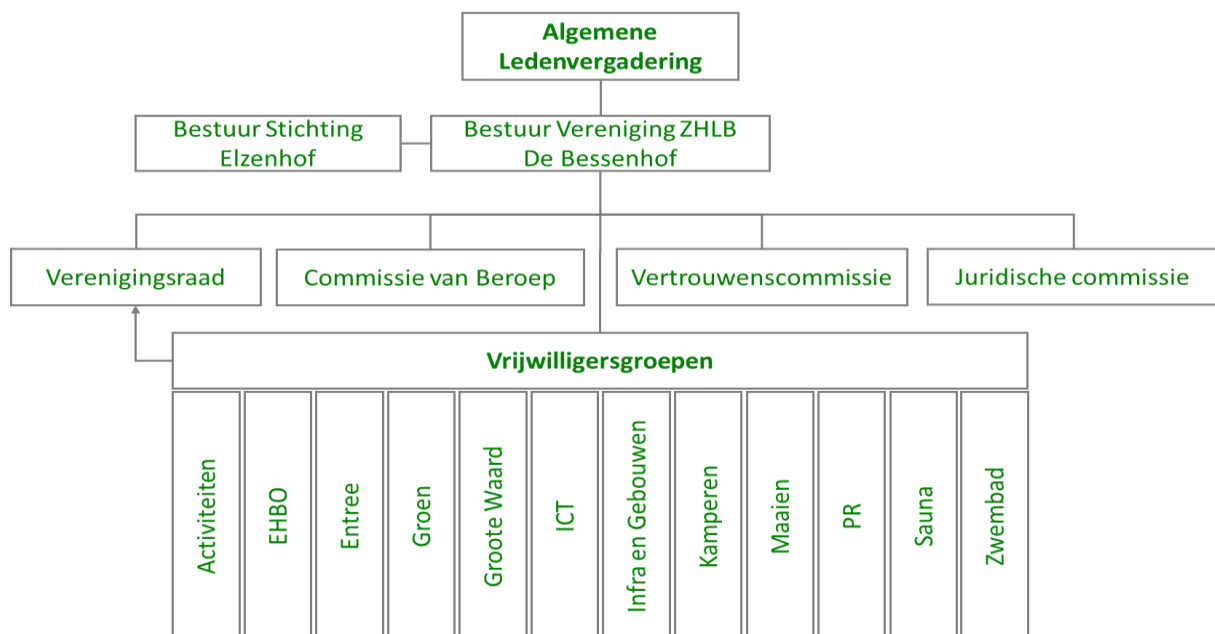 Algemene
Ledenvergadering
Bestuur Stichting
Elzenhof
Bestuur Vereniging ZHLB
De Bessenhof
Verenigingsraad
Commissie van Beroep
Vertrouwenscommissie
Juridische commissie
Vrijwilligersgroepen
Activiteiten
EHBO
Entree
Groen
Groote Waard
ICT
Infra en Gebouwen
Kamperen
Maaien
PR
Sauna
Zwembad